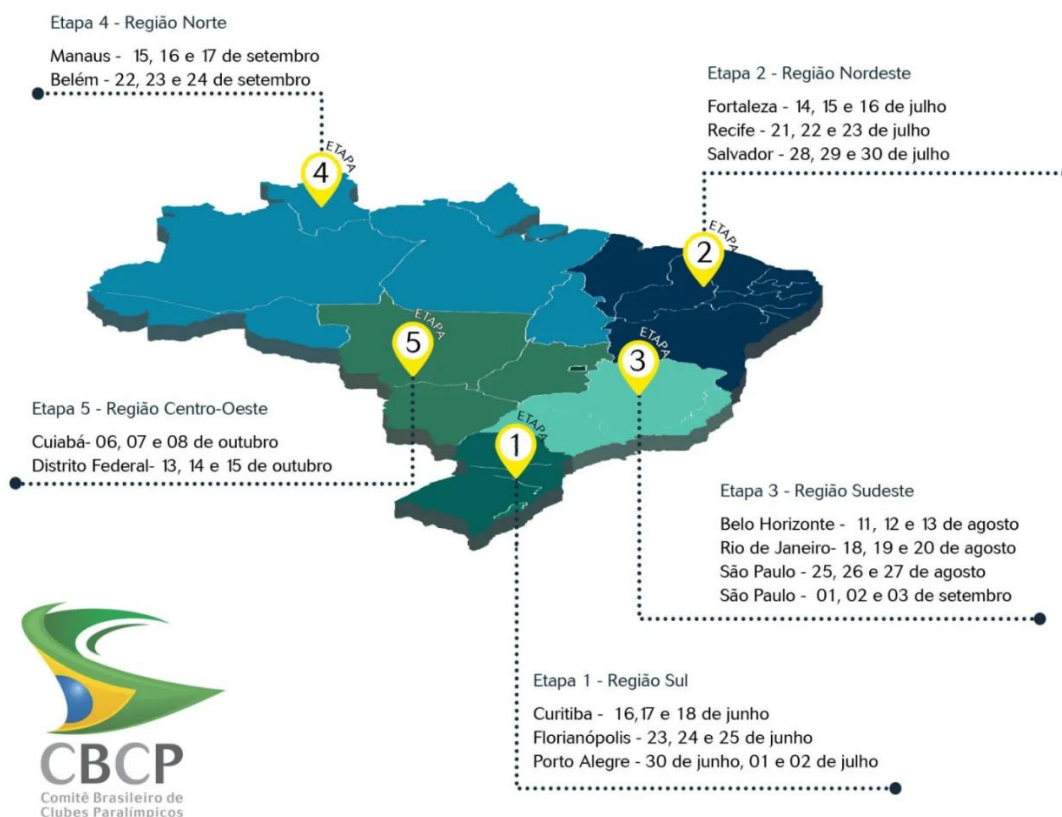 Etapa 4 - Região Norte
Manaus - 15, 16 e 17 de setembro
Belém - 22, 23 e 24 de setembro
Etapa 2 - Região Nordeste
Fortaleza - 14, 15 e 16 de julho
Recife - 21, 22 e 23 de julho
Salvador - 28, 29 e 30 de julho
ETAPA
4
ETAPA
2
ETAPA
5
ETAPA
3
ETAPA
1
Etapa 5 - Região Centro-Oeste
Cuiabá- 06, 07 e 08 de outubro
Distrito Federal- 13, 14 e 15 de outubro
Etapa 3 - Região Sudeste
Belo Horizonte - 11, 12 e 13 de agosto
Rio de Janeiro- 18, 19 e 20 de agosto
São Paulo - 25, 26 e 27 de agosto
São Paulo - 01, 02 e 03 de setembro
Etapa 1 - Região Sul
Curitiba - 16,17 e 18 de junho
Florianópolis - 23, 24 e 25 de junho
Porto Alegre - 30 de junho, 01 e 02 de julho
CBCP
Comitê Brasileiro de
Clubes Paralímpicos